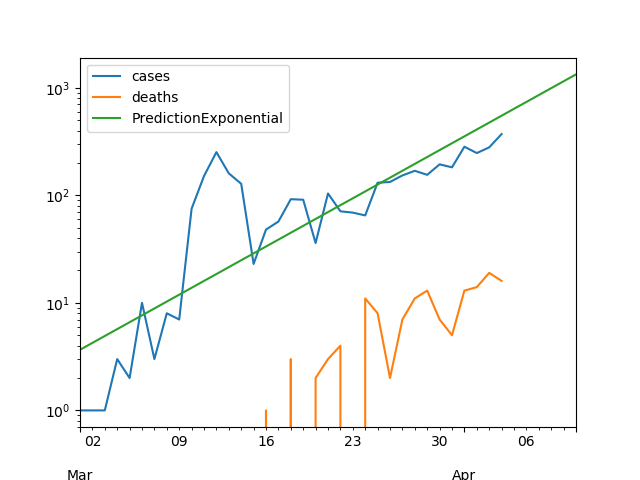 cases
deaths
PredictionExponential
10³
10²
10¹
10⁰
02 09 16 23 30 06
Mar Apr